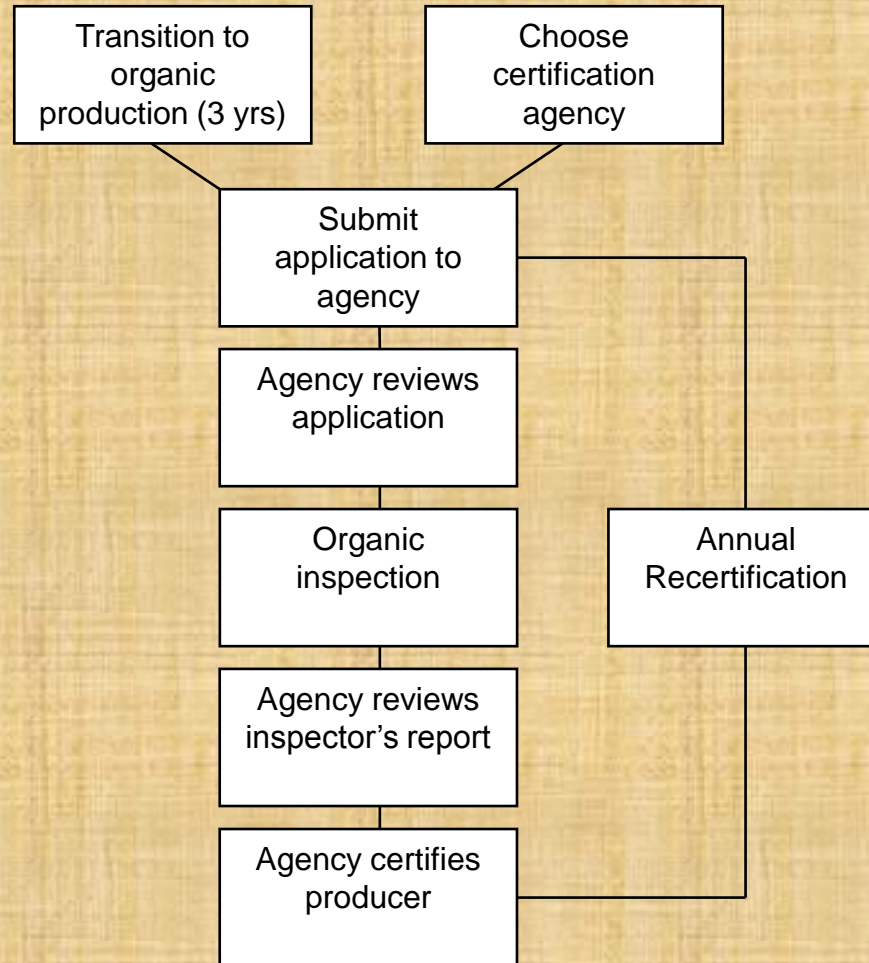 Transition to
organic
production (3 yrs)
Choose
certification
agency
Submit
application to
agency
Agency reviews
application
Organic
inspection
Annual
Recertification
Agency reviews
inspector’s report
Agency certifies
producer